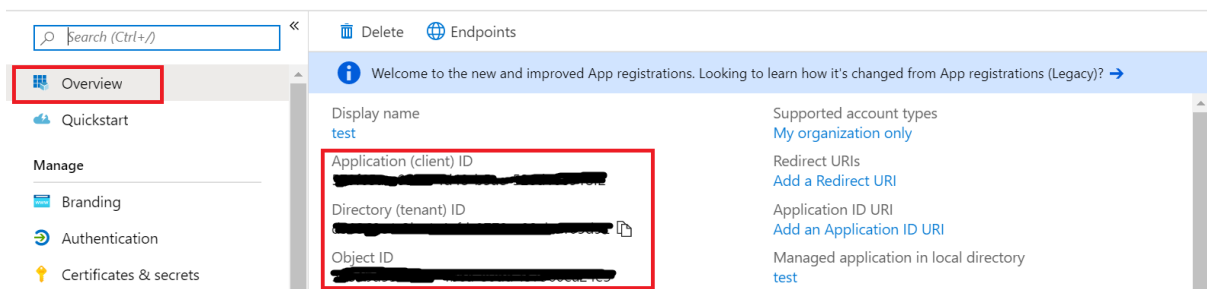 Search (Ctrl+/)
«
Delete
Endpoints
Overview
Quickstart
Manage
Branding
Authentication
Certificates & secrets
Welcome to the new and improved App registrations. Looking to learn how it's changed from App registrations (Legacy)? →
Display name
test
Application (client) ID
Directory (tenant) ID
Object ID
Supported account types
My organization only
Redirect URIs
Add a Redirect URI
Application ID URI
Add an Application ID URI
Managed application in local directory
test